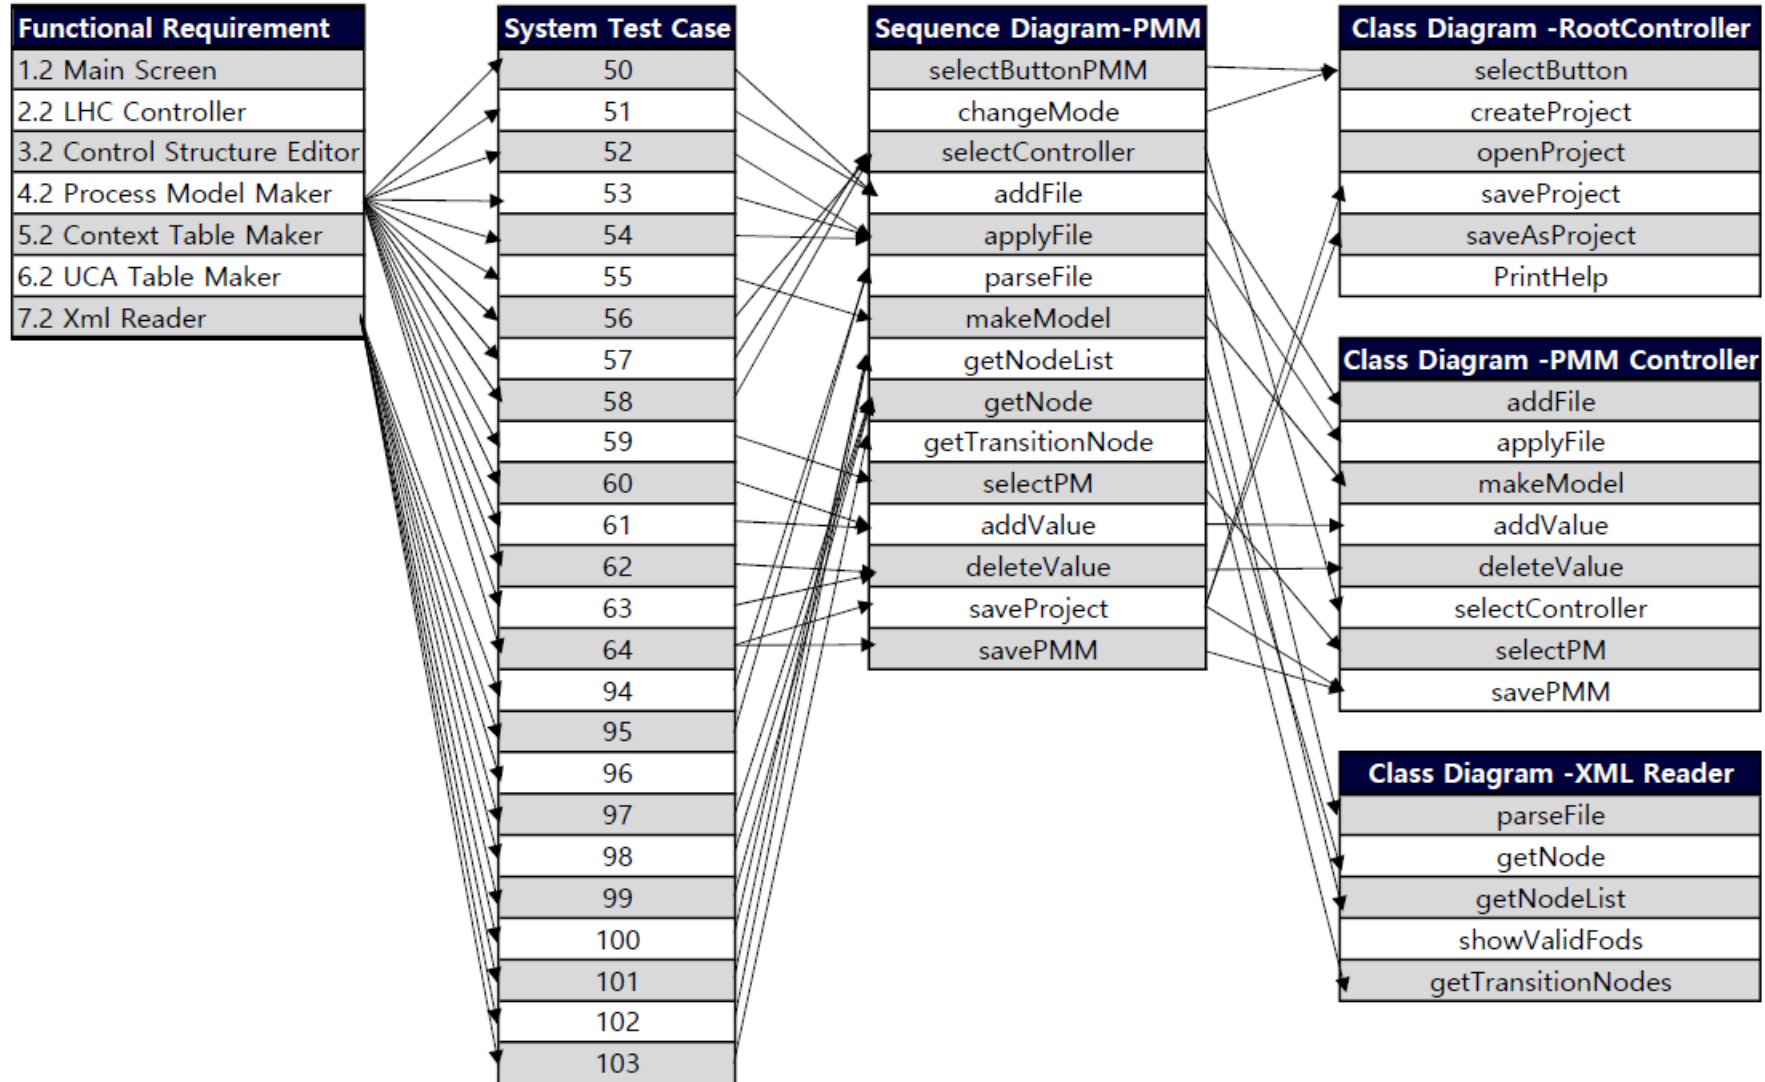 Functional Requirement
1.2 Main Screen
2.2 LHC Controller
3.2 Control Structure Editor
4.2 Process Model Maker
5.2 Context Table Maker
6.2 UCA Table Maker
7.2 Xml Reader
System Test Case
50
51
52
53
54
55
56
57
58
59
60
61
62
63
64
94
95
96
97
98
99
100
101
102
103
Sequence Diagram-PMM
selectButtonPMM
changeMode
selectController
addFile
applyFile
parseFile
makeModel
getNodeList
getNode
getTransitionNode
selectPM
addValue
deleteValue
saveProject
savePMM
Class Diagram -RootController
selectButton
createProject
openProject
saveProject
saveAsProject
PrintHelp
Class Diagram -PMM Controller
addFile
applyFile
makeModel
addValue
deleteValue
selectController
selectPM
savePMM
Class Diagram -XML Reader
parseFile
getNode
getNodeList
showValidFods
getTransitionNodes